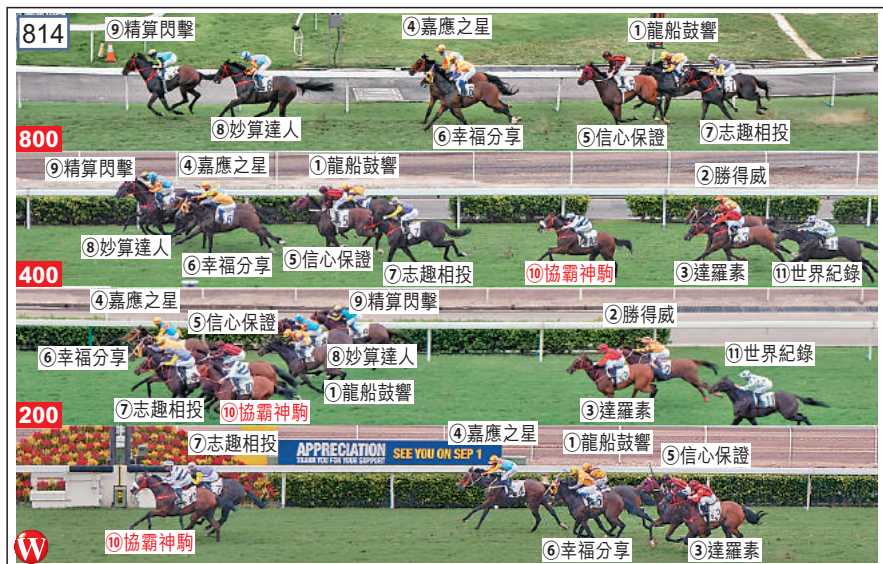 814
⑨精算閃擊
④嘉應之星
①龍船鼓響
⑧妙算達人
⑥幸福分享
⑤信心保證
⑦志趣相投
800
⑨精算閃擊
④嘉應之星
①龍船鼓響
②勝得威
⑧妙算達人
⑥幸福分享
⑤信心保證
⑦志趣相投
⑩協霸神駒
③達羅素
⑪世界紀錄
400
④嘉應之星
⑤信心保證
⑨精算閃擊
②勝得威
⑥幸福分享
⑧妙算達人
⑪世界紀錄
⑦志趣相投
⑩協霸神駒
①龍船鼓響
③達羅素
200
⑦志趣相投
④嘉應之星
①龍船鼓響
⑤信心保證
APPRECIATION
THANK YOU FOR YOUR SUPPORT
SEE YOU ON SEP 1
⑩協霸神駒
⑥幸福分享
③達羅素
W